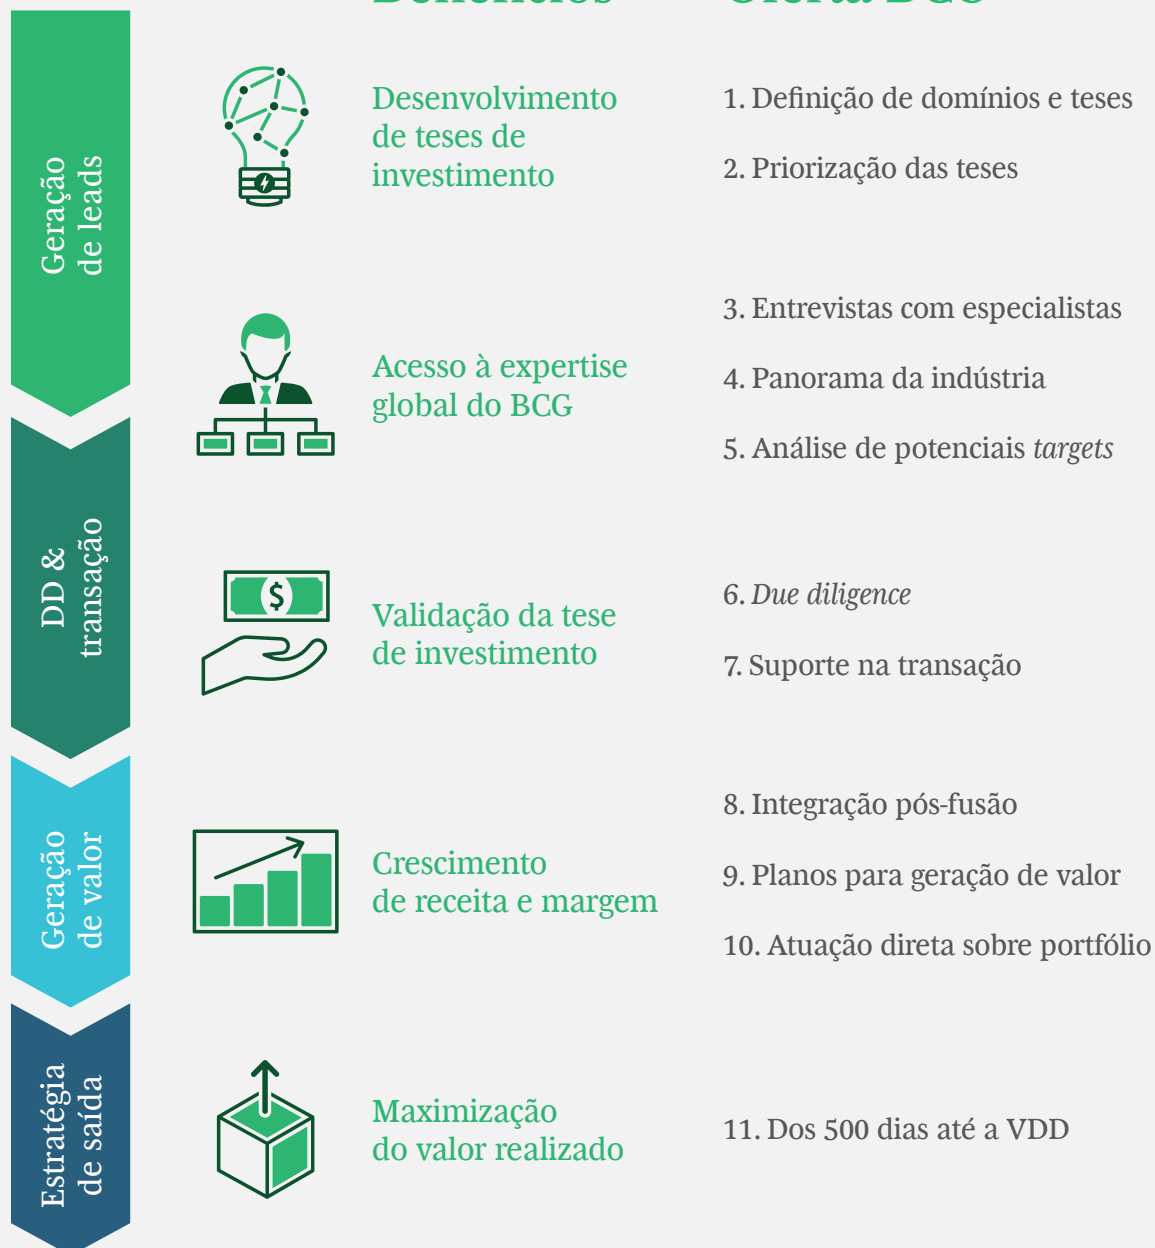 Benefícios
Oferta BCG
Geração
de leads
Desenvolvimento
de teses de
investimento
1. Definição de domínios e teses
2. Priorização das teses
Acesso à expertise
global do BCG
3. Entrevistas com especialistas
4. Panorama da indústria
5. Análise de potenciais targets
DD &
transação
$
Validação da tese
de investimento
6. Due diligence
7. Suporte na transação
Geração
de valor
Crescimento
de receita e margem
8. Integração pós-fusão
9. Planos para geração de valor
10. Atuação direta sobre portfólio
Estratégia
de saída
Maximização
do valor realizado
11. Dos 500 dias até a VDD